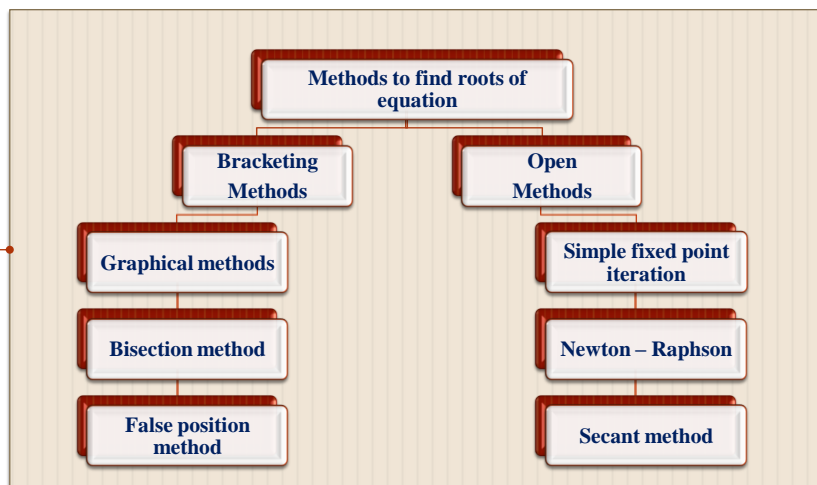 Methods to find roots of
equation
Bracketing
Methods
Open
Methods
Graphical methods
Simple fixed point
iteration
Bisection method
Newton – Raphson
False position
method
Secant method